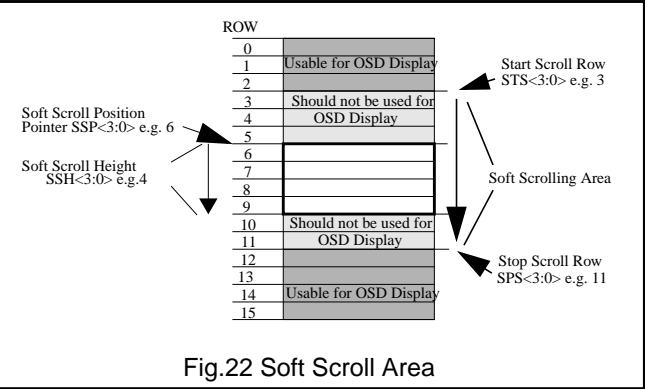 ROW
0
1
2
3
4
5
6
7
8
9
10
11
12
13
14
15
Usable for OSD Display
Should not be used for
OSD Display
Should not be used for
OSD Display
Usable for OSD Display
Soft Scroll Position
Pointer SSP<3:0> e.g. 6
Soft Scroll Height
SSH<3:0> e.g.4
Start Scroll Row
STS<3:0> e.g. 3
Soft Scrolling Area
Stop Scroll Row
SPS<3:0> e.g. 11
Fig.22 Soft Scroll Area